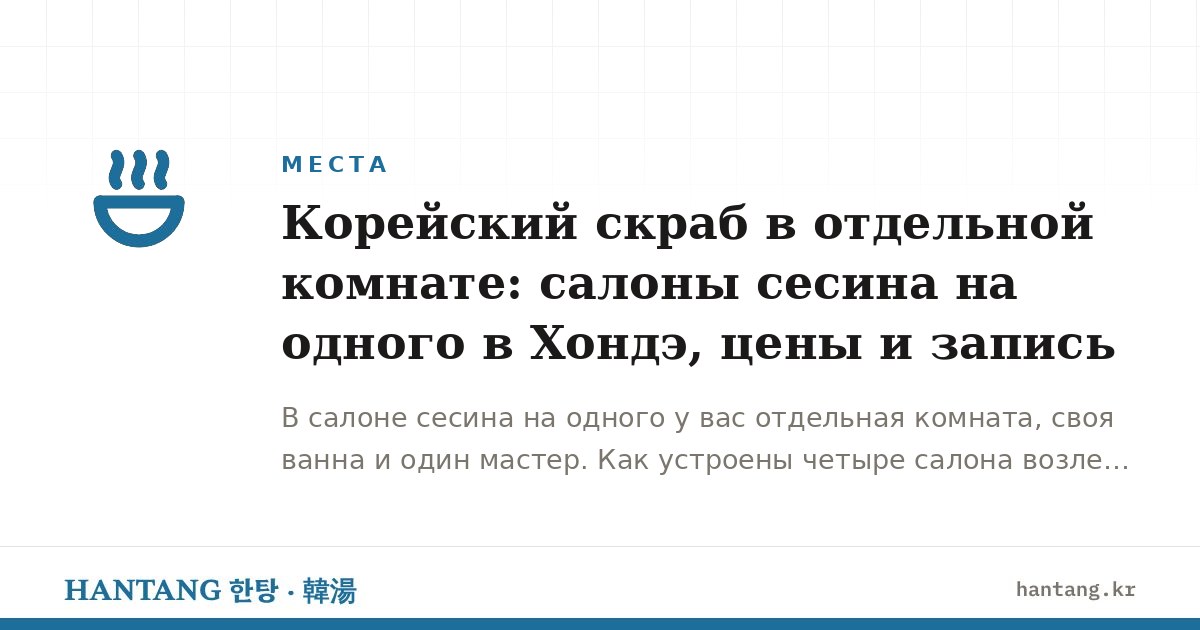 МЕСТА
Корейский скраб в отдельной
комнате: салоны сесина на
одного в Хондэ, цены и запись
В салоне сесина на одного у вас отдельная комната, своя
ванна и один мастер. Как устроены четыре салона возле…
HANTANG 한탕 · 韓湯
hantang.kr